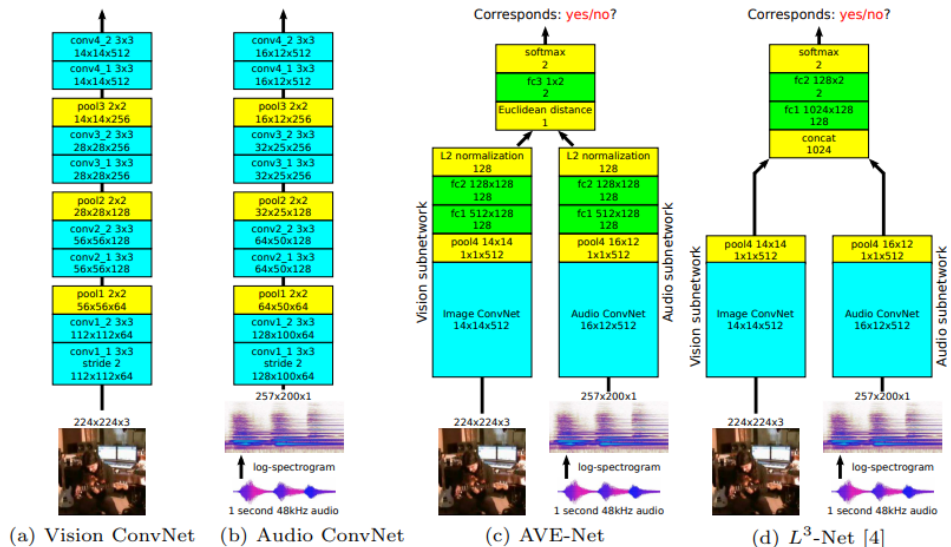 conv4_2 3x3
14x14x512
conv4_1 3x3
14x14x512
pool3 2x2
14x14x256
conv3_2 3x3
28x28x256
conv3_1 3x3
28x28x256
pool2 2x2
28x28x128
conv2_2 3x3
56x56x128
conv2_1 3x3
56x56x128
pool1 2x2
56x56x64
conv1_2 3x3
112x112x64
conv1_1 3x3
stride 2
112x112x64
224x224x3
(a) Vision ConvNet
conv4_2 3x3
16x12x512
conv4_1 3x3
16x12x512
pool3 2x2
16x12x256
conv3_2 3x3
32x25x256
conv3_1 3x3
32x25x256
pool2 2x2
32x25x128
conv2_2 3x3
64x50x128
conv2_1 3x3
64x50x128
pool1 2x2
64x50x64
conv1_2 3x3
128x100x64
conv1_1 3x3
stride 2
128x100x64
257x200x1
log-spectrogram
1 second 48kHz audio
(b) Audio ConvNet
Corresponds: yes/no?
softmax
2
fc3 1x2
2
Euclidean distance
1
L2 normalization
128
fc2 128x128
128
fc1 512x128
128
pool4 14x14
1x1x512
Image ConvNet
14x14x512
Vision subnetwork
224x224x3
L2 normalization
128
fc2 128x128
128
fc1 512x128
128
pool4 16x12
1x1x512
Audio ConvNet
16x12x512
Audio subnetwork
257x200x1
log-spectrogram
1 second 48kHz audio
(c) AVE-Net
Corresponds: yes/no?
softmax
2
fc2 128x2
2
fc1 1024x128
128
concat
1024
pool4 14x14
1x1x512
Image ConvNet
14x14x512
Vision subnetwork
224x224x3
pool4 16x12
1x1x512
Audio ConvNet
16x12x512
Audio subnetwork
257x200x1
log-spectrogram
1 second 48kHz audio
(d) L³-Net [4]